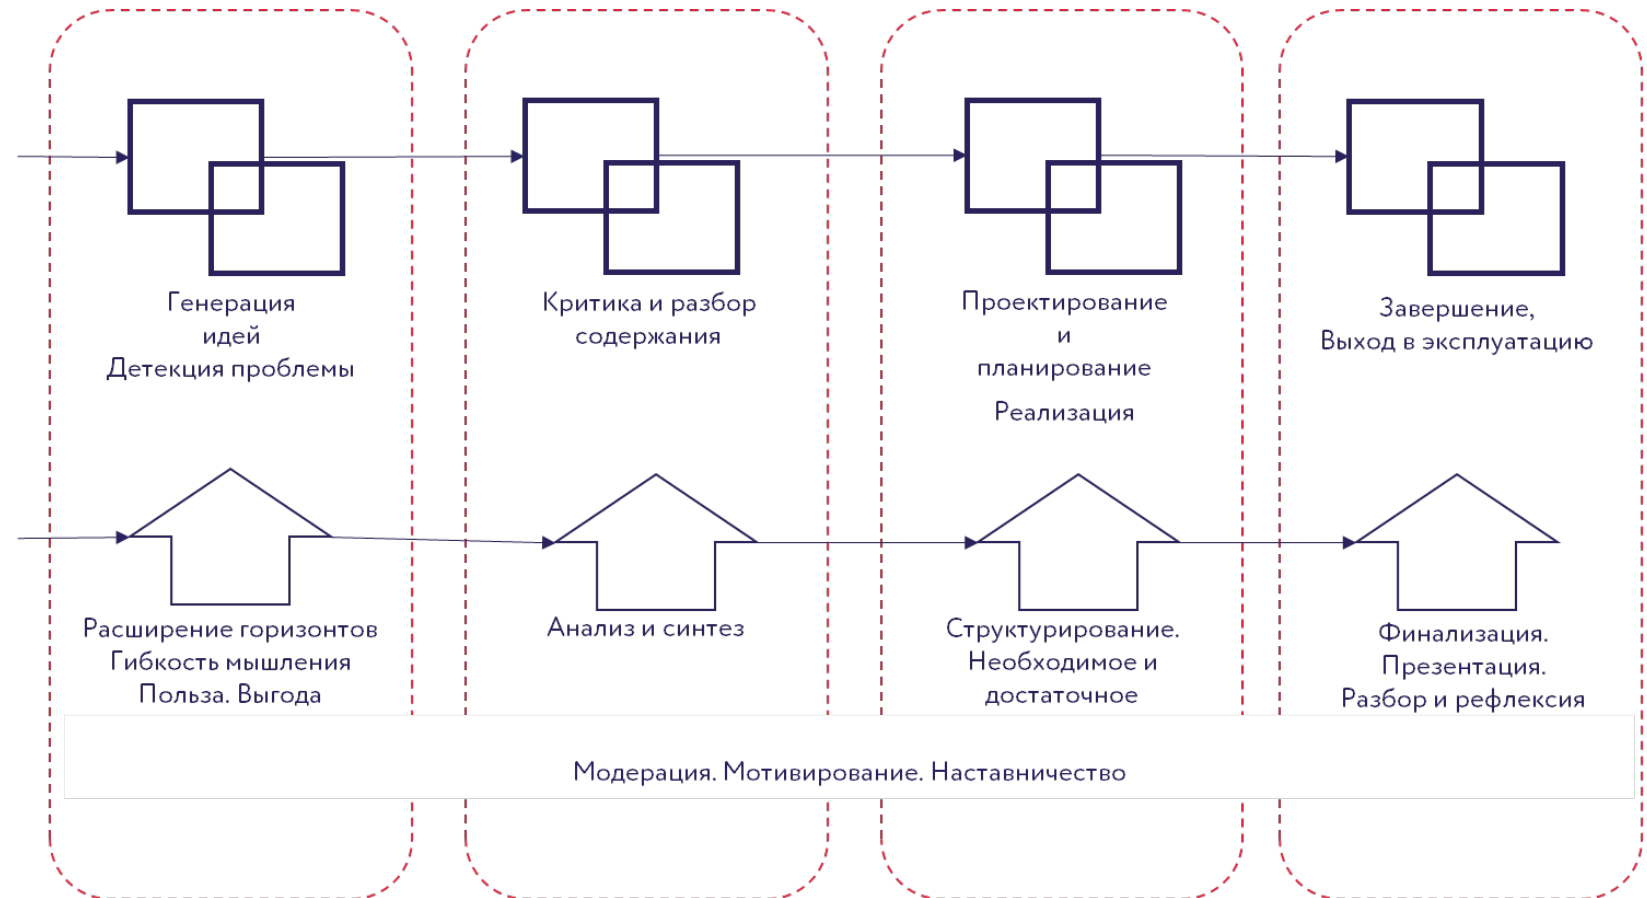 Генерация
идей
Детекция проблемы
Критика и разбор
содержания
Проектирование
и
планирование
Реализация
Завершение,
Выход в эксплуатацию
Расширение горизонтов
Гибкость мышления
Польза. Выгода
Анализ и синтез
Структурирование.
Необходимое и
достаточное
Финализация.
Презентация.
Разбор и рефлексия
Модерация. Мотивирование. Наставничество